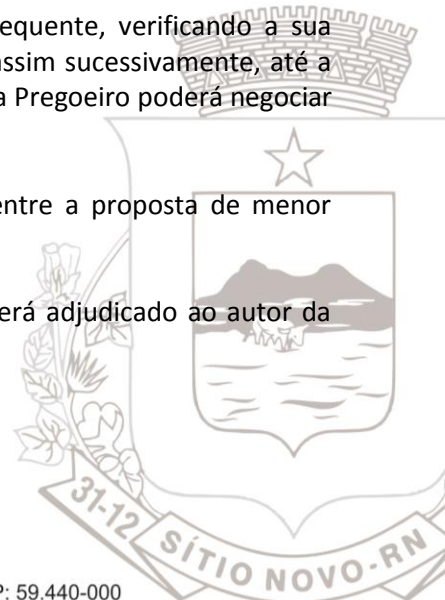 equente, verificando a sua
assim sucessivamente, até a
a Pregoeiro poderá negociar
entre a proposta de menor
erá adjudicado ao autor da
31-12 SÍTIO NOVO-RN
P: 59.440-000